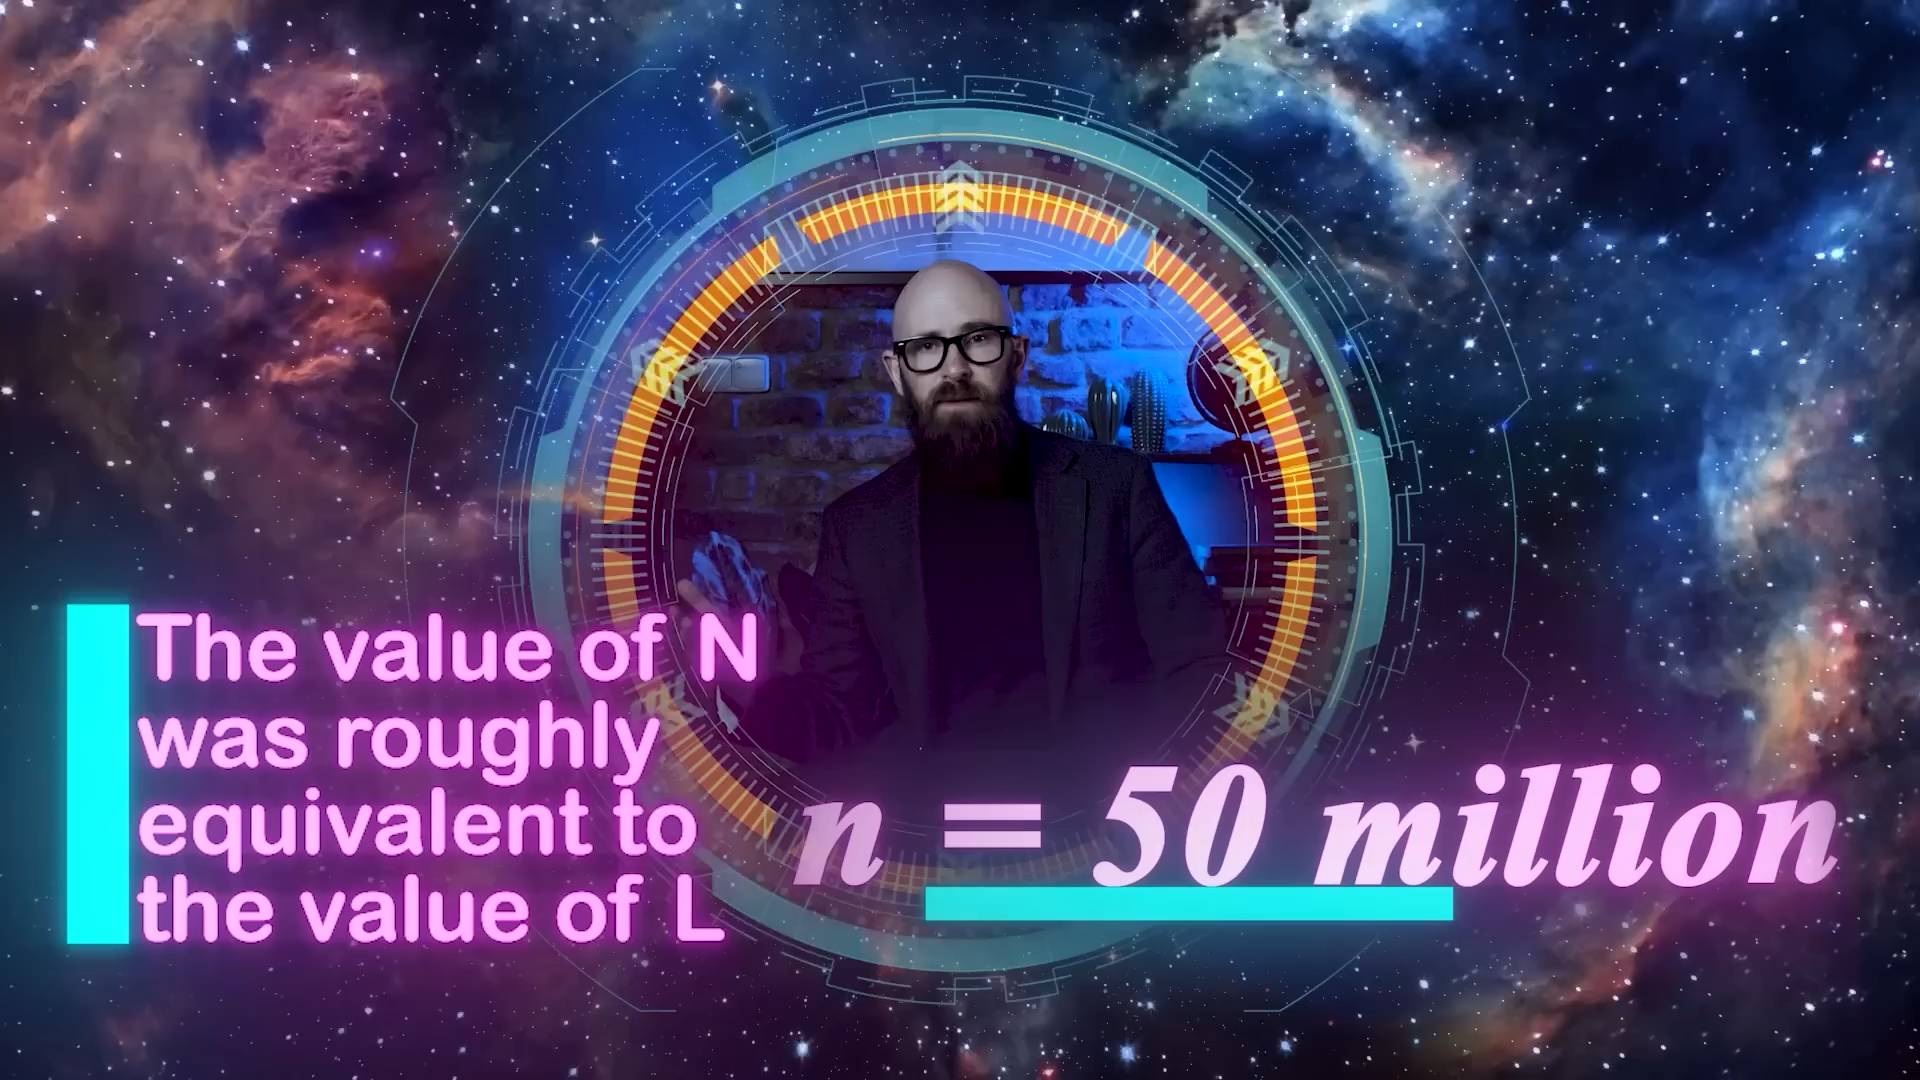 The value of N
was roughly
equivalent to
the value of L
n = 50 million